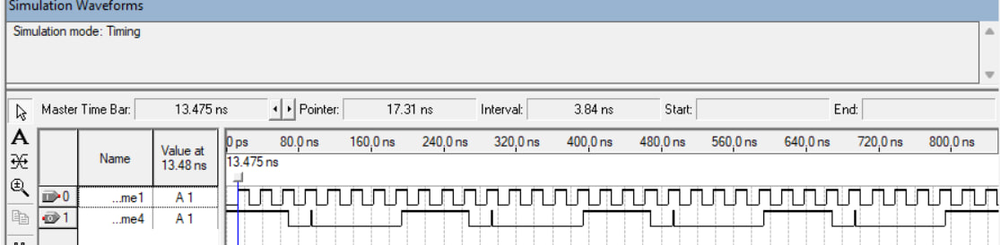 Simulation Waveforms
Simulation mode: Timing
Master Time Bar: 13.475 ns Pointer: 17.31 ns Interval: 3.84 ns Start: End:
Name Value at 13.48 ns 0 ps 80.0 ns 160.0 ns 240.0 ns 320.0 ns 400.0 ns 480.0 ns 560.0 ns 640.0 ns 720.0 ns 800.0 ns
13.475 ns
0 ...me1 A 1
1 ...me4 A 1